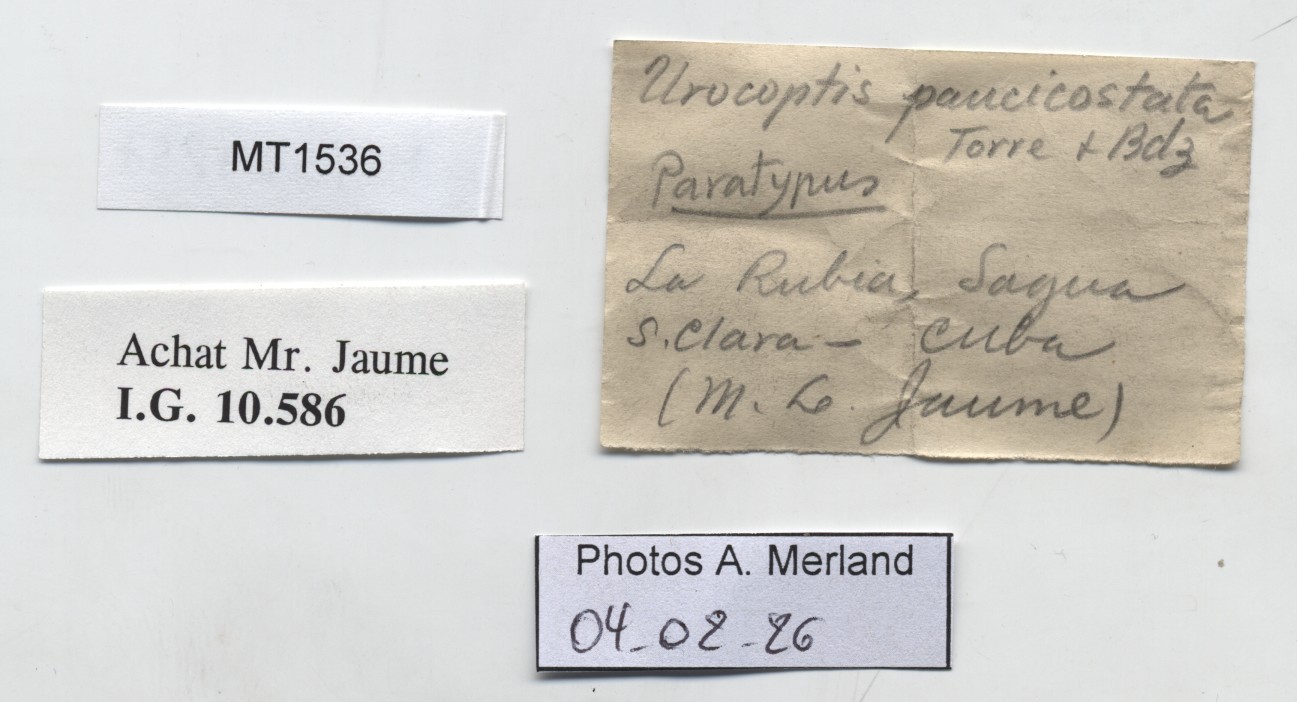 MT1536
Achat Mr. Jaume
I.G. 10.586
Urocoptis paucicostata
Torre & Bdz
Paratypus
La Rubia, Sagua
S. Clara - Cuba
(M. L. Jaume)
Photos A. Merland
04-02-26